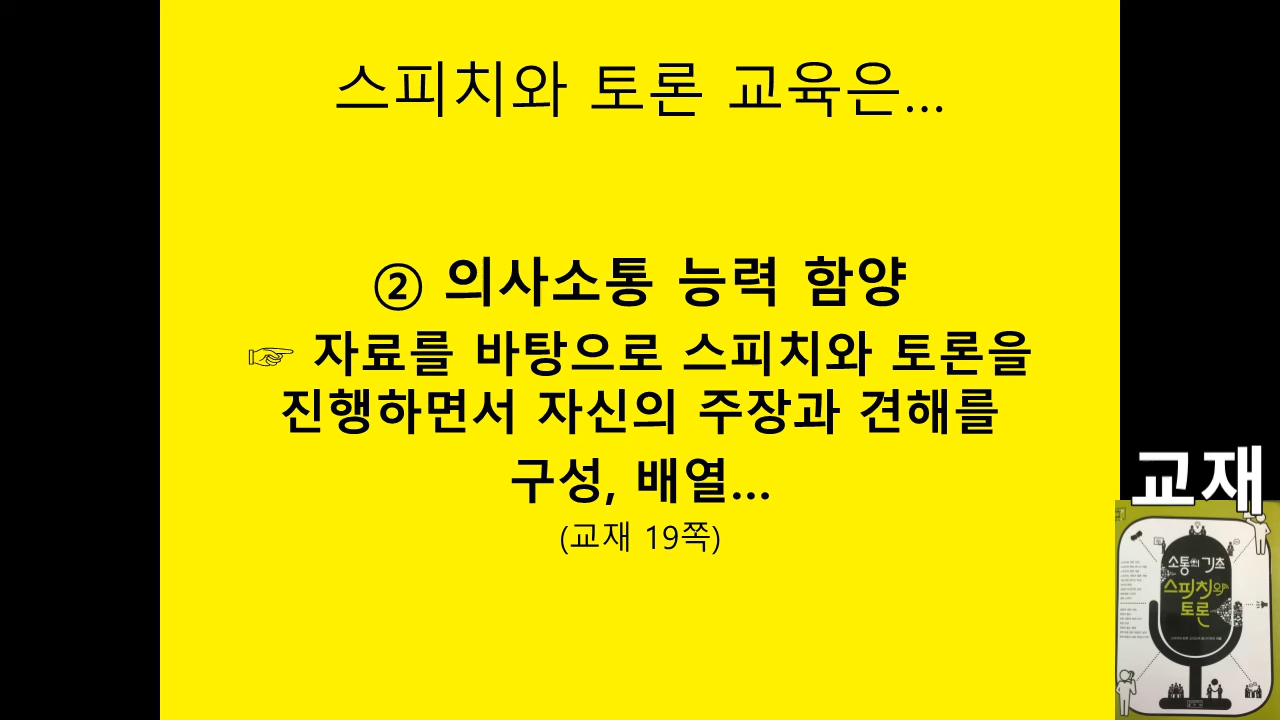 스피치와 토론 교육은...
② 의사소통 능력 함양
☞ 자료를 바탕으로 스피치와 토론을
진행하면서 자신의 주장과 견해를
구성, 배열...
(교재 19쪽)
교재
소통의 기초
스피치와
토론